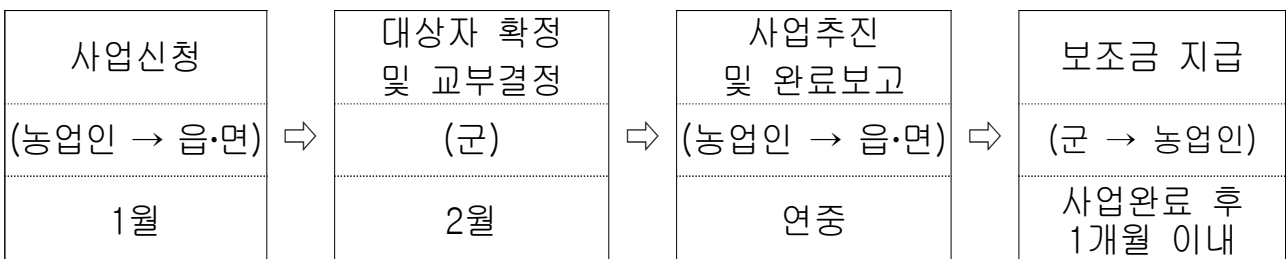 사업신청
(농업인 → 읍·면)
1월
⇨
대상자 확정
및 교부결정
(군)
2월
⇨
사업추진
및 완료보고
(농업인 → 읍·면)
연중
⇨
보조금 지급
(군 → 농업인)
사업완료 후
1개월 이내